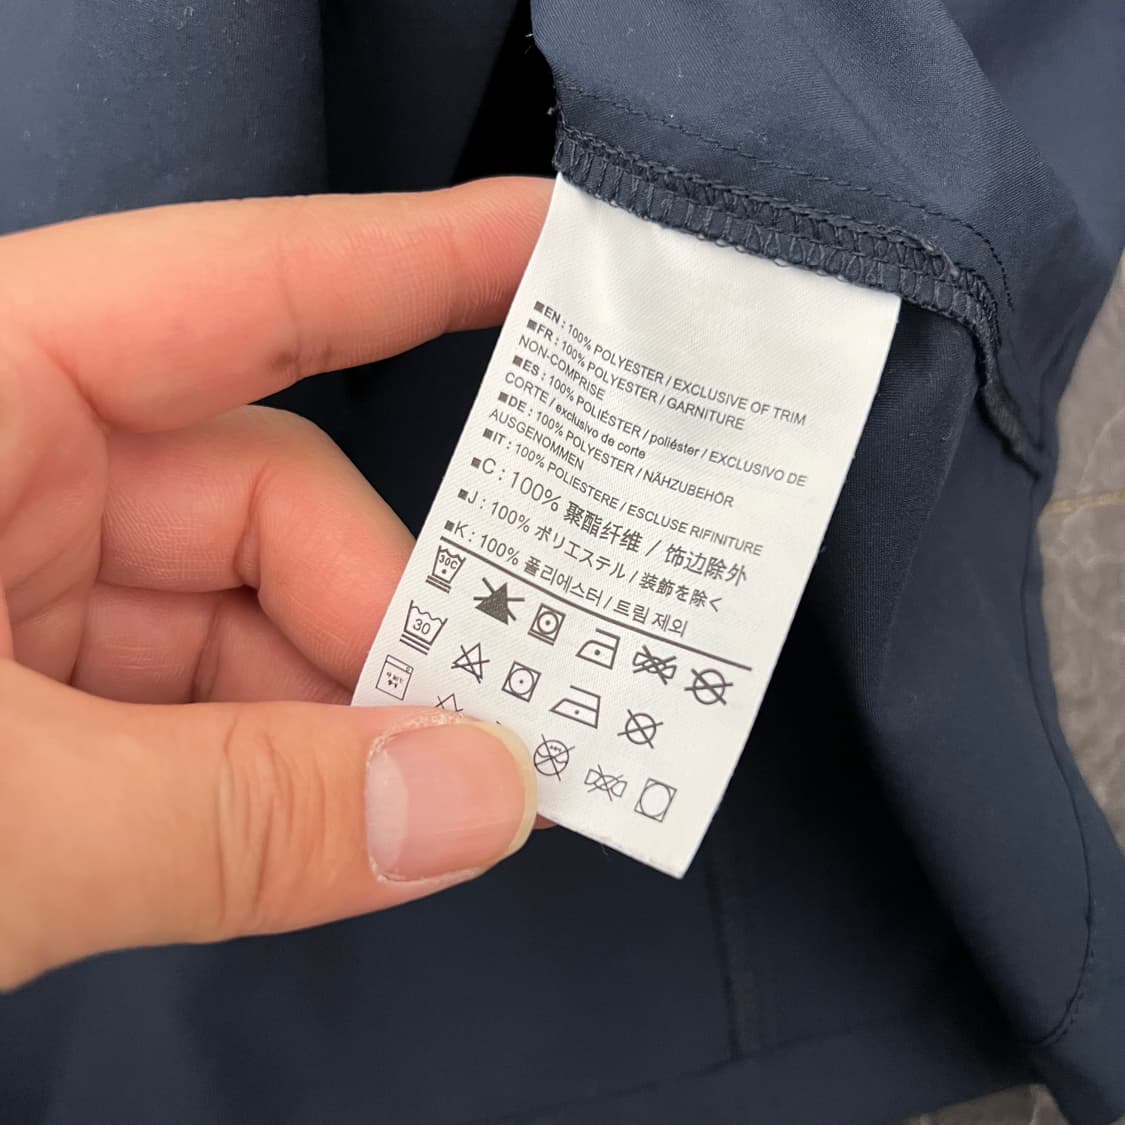 ■EN : 100% POLYESTER / EXCLUSIVE OF TRIM
■FR : 100% POLYESTER / GARNITURE
NON-COMPRISE
■ES : 100% POLIÉSTER / poliéster / EXCLUSIVO DE
CORTE / exclusivo de corte
■DE : 100% POLYESTER / NÄHZUBEHÖR
AUSGENOMMEN
■IT : 100% POLIESTERE / ESCLUSE RIFINITURE
■C : 100% 聚酯纤维 / 饰边除外
■J : 100% ポリエステル / 装飾を除く
■K : 100% 폴리에스터 / 트림 제외
30C
30